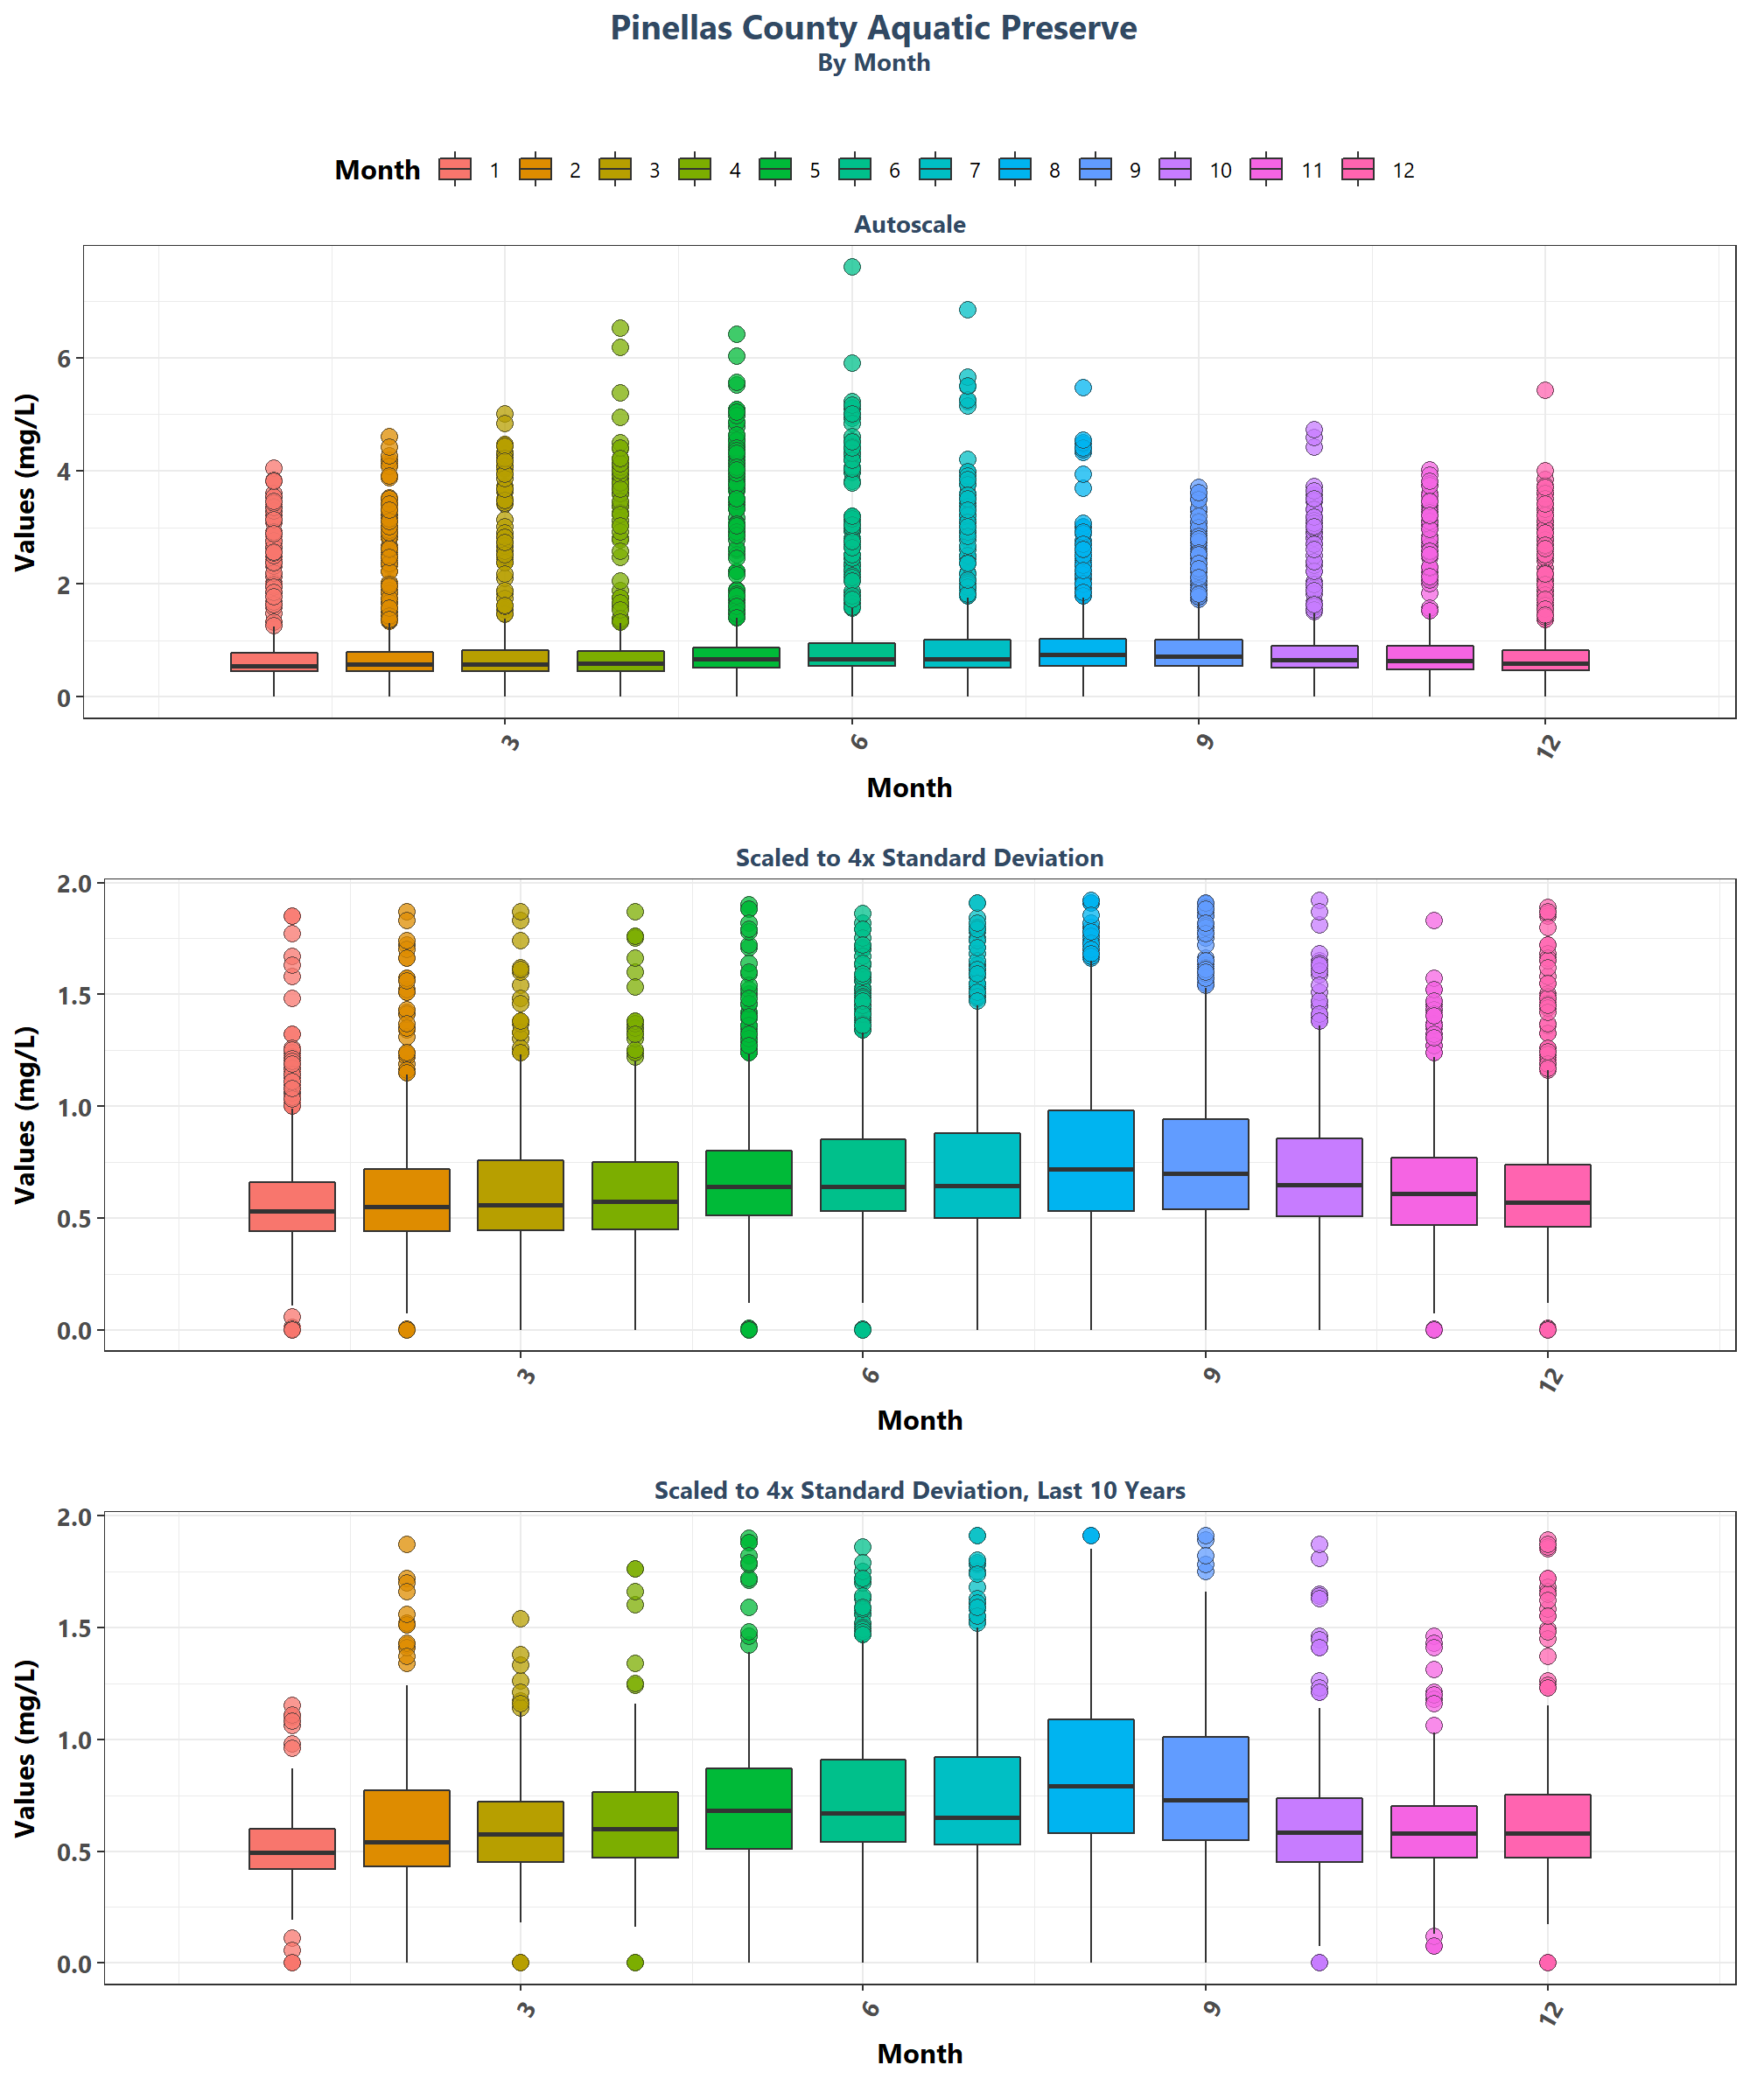 Pinellas County Aquatic Preserve
By Month
Month 1 2 3 4 5 6 7 8 9 10 11 12
Autoscale
Values (mg/L)
6
4
2
0
3 6 9 12
Month
Scaled to 4x Standard Deviation
Values (mg/L)
2.0
1.5
1.0
0.5
0.0
3 6 9 12
Month
Scaled to 4x Standard Deviation, Last 10 Years
Values (mg/L)
2.0
1.5
1.0
0.5
0.0
3 6 9 12
Month